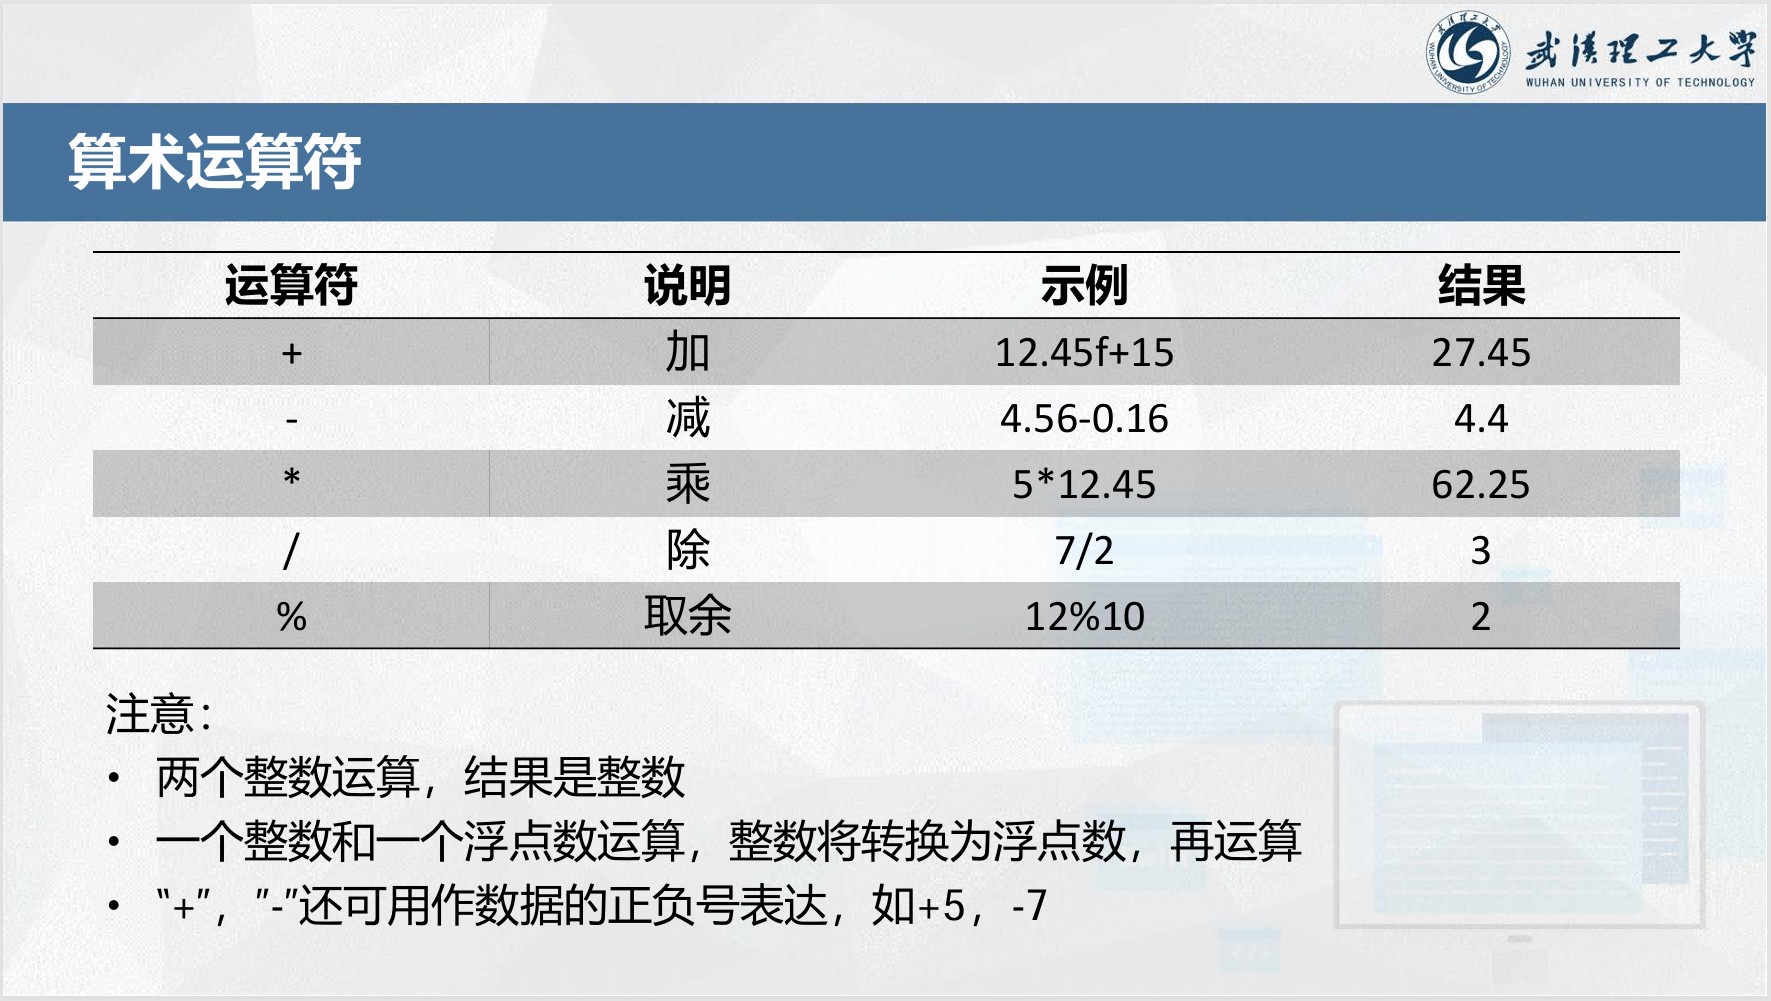 武汉理工大学
WUHAN UNIVERSITY OF TECHNOLOGY
算术运算符
运算符 说明 示例 结果
+ 加 12.45f+15 27.45
- 减 4.56-0.16 4.4
* 乘 5*12.45 62.25
/ 除 7/2 3
% 取余 12%10 2
注意：
• 两个整数运算，结果是整数
• 一个整数和一个浮点数运算，整数将转换为浮点数，再运算
• “+”，”-”还可用作数据的正负号表达，如+5，-7